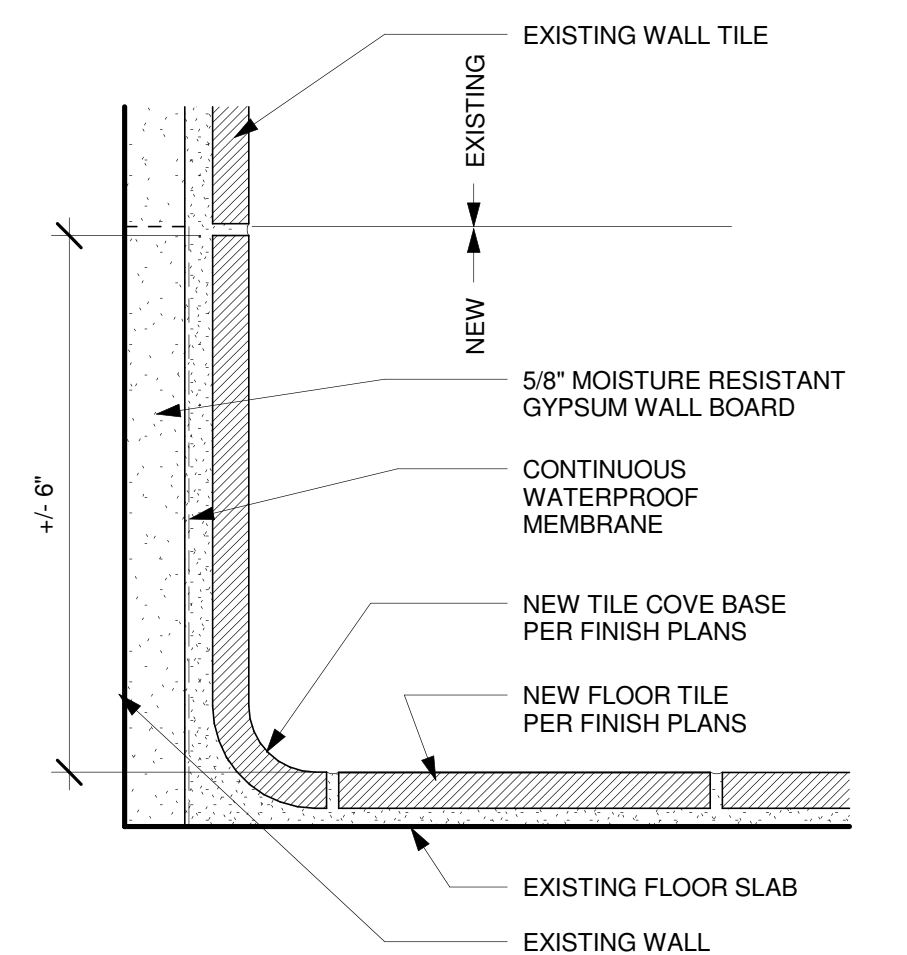 EXISTING WALL TILE
EXISTING
NEW
5/8" MOISTURE RESISTANT
GYPSUM WALL BOARD
CONTINUOUS
WATERPROOF
MEMBRANE
+/- 6"
NEW TILE COVE BASE
PER FINISH PLANS
NEW FLOOR TILE
PER FINISH PLANS
EXISTING FLOOR SLAB
EXISTING WALL